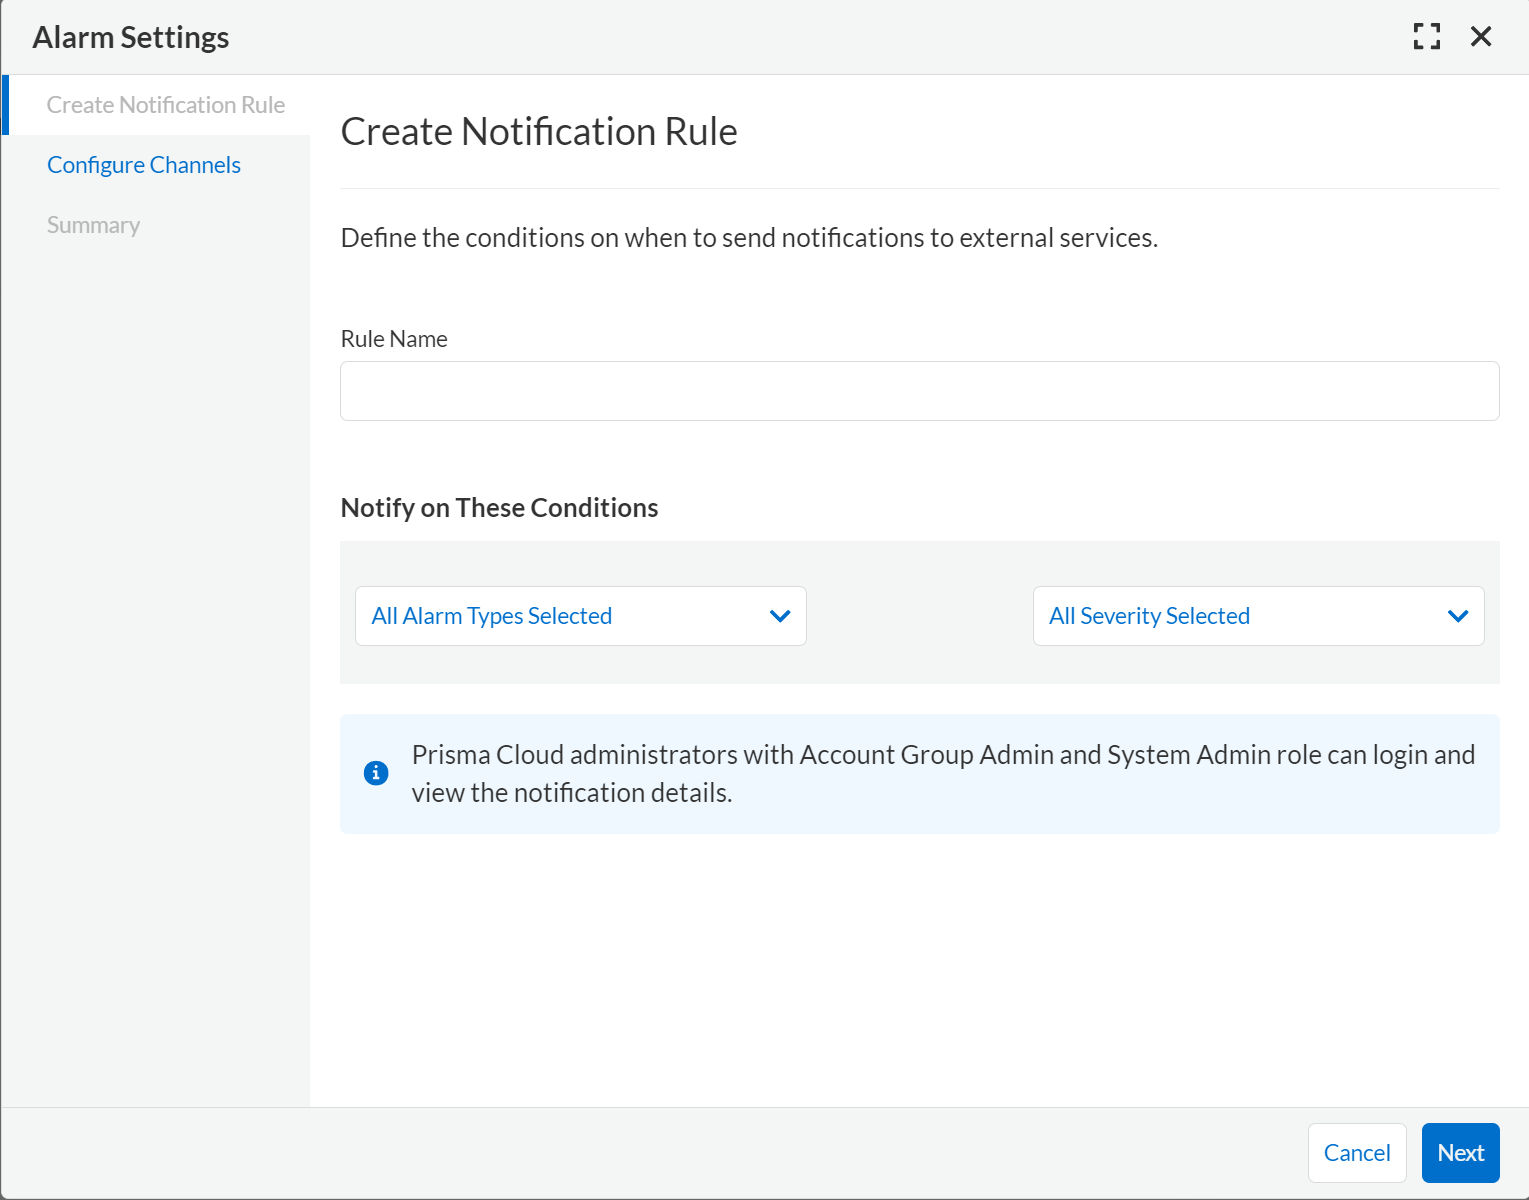 Alarm Settings
Create Notification Rule
Configure Channels
Summary
Create Notification Rule
Define the conditions on when to send notifications to external services.
Rule Name
Notify on These Conditions
All Alarm Types Selected
All Severity Selected
Prisma Cloud administrators with Account Group Admin and System Admin role can login and
view the notification details.
Cancel
Next